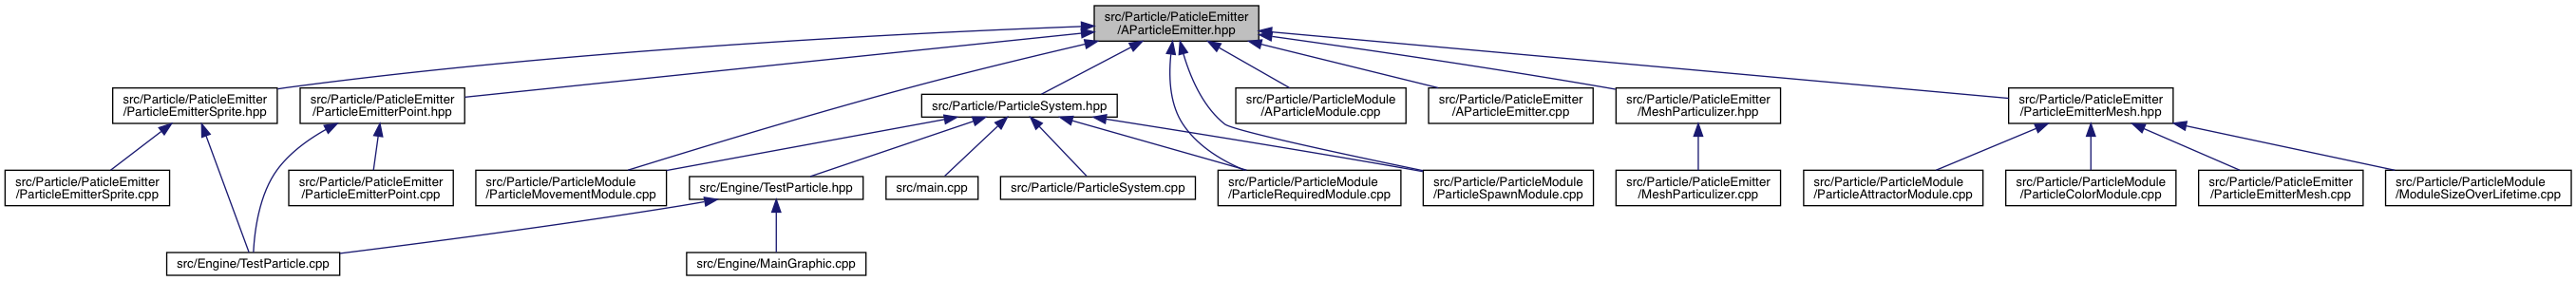 src/Particle/PaticleEmitter
/AParticleEmitter.hpp
src/Particle/PaticleEmitter
/ParticleEmitterSprite.hpp
src/Particle/PaticleEmitter
/ParticleEmitterPoint.hpp
src/Particle/ParticleSystem.hpp
src/Particle/ParticleModule
/AParticleModule.cpp
src/Particle/PaticleEmitter
/AParticleEmitter.cpp
src/Particle/PaticleEmitter
/MeshParticulizer.hpp
src/Particle/PaticleEmitter
/ParticleEmitterMesh.hpp
src/Particle/PaticleEmitter
/ParticleEmitterSprite.cpp
src/Particle/PaticleEmitter
/ParticleEmitterPoint.cpp
src/Particle/ParticleModule
/ParticleMovementModule.cpp
src/Engine/TestParticle.hpp
src/main.cpp
src/Particle/ParticleSystem.cpp
src/Particle/ParticleModule
/ParticleRequiredModule.cpp
src/Particle/ParticleModule
/ParticleSpawnModule.cpp
src/Particle/PaticleEmitter
/MeshParticulizer.cpp
src/Particle/ParticleModule
/ParticleAttractorModule.cpp
src/Particle/ParticleModule
/ParticleColorModule.cpp
src/Particle/PaticleEmitter
/ParticleEmitterMesh.cpp
src/Particle/ParticleModule
/ModuleSizeOverLifetime.cpp
src/Engine/TestParticle.cpp
src/Engine/MainGraphic.cpp